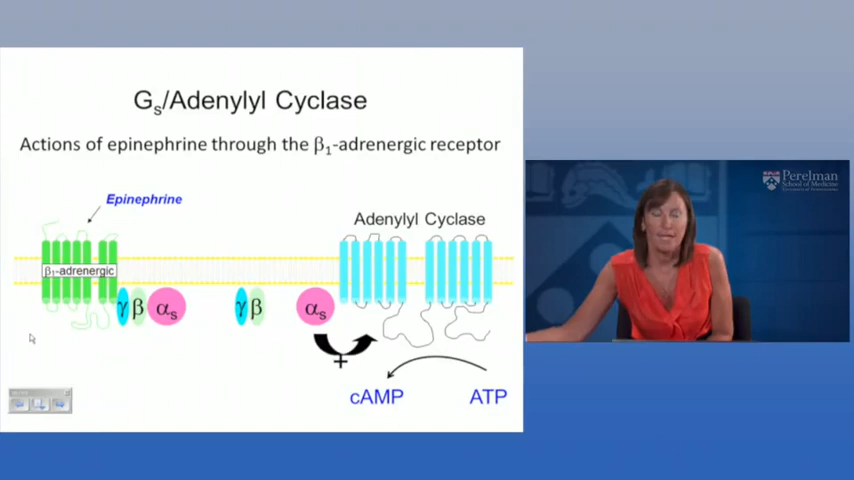 G_s/Adenylyl Cyclase
Actions of epinephrine through the β₁-adrenergic receptor
Epinephrine
Adenylyl Cyclase
β₁-adrenergic
γ β αₛ γ β αₛ
+
cAMP ATP
Perelman
School of Medicine